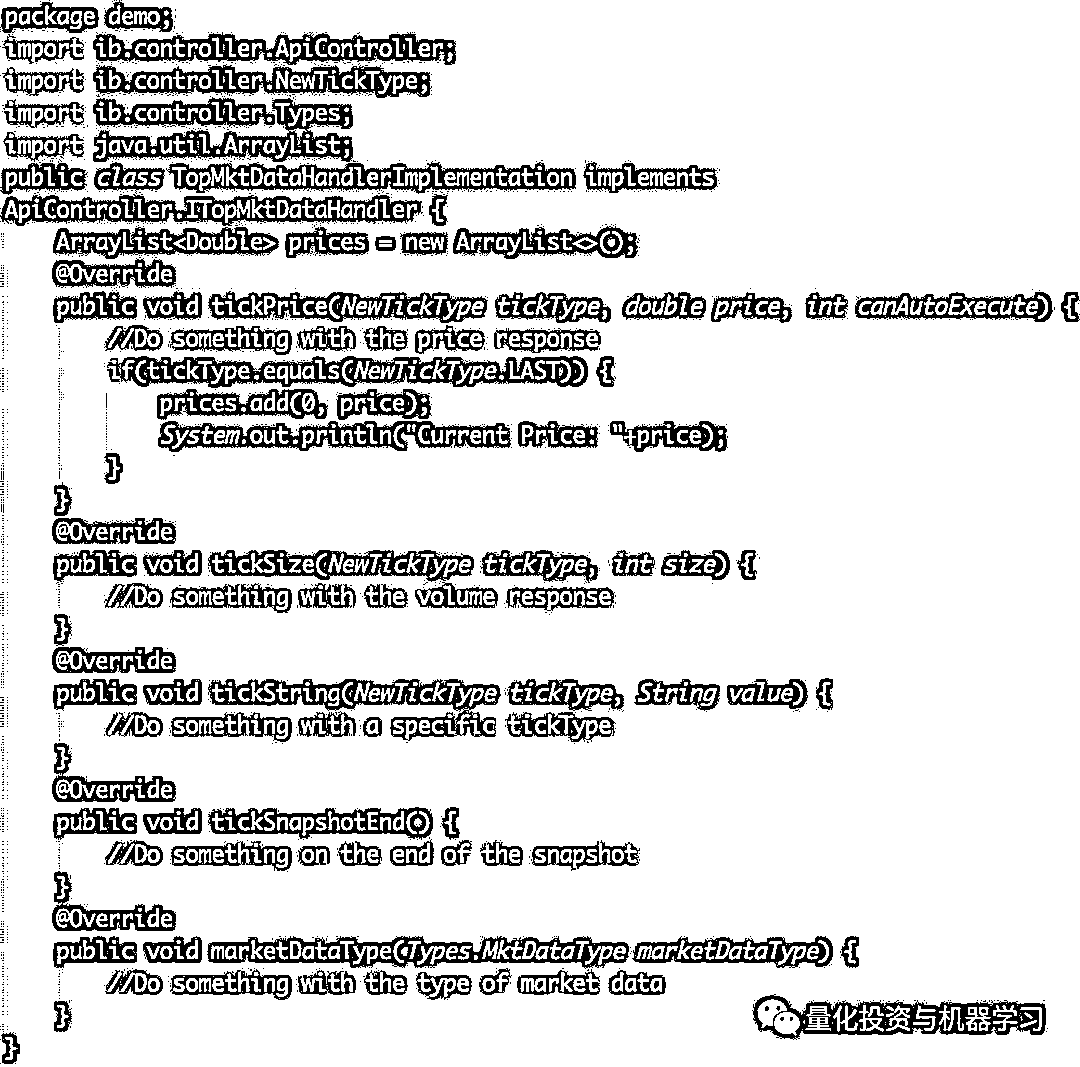 package demo;
import ib.controller.ApiController;
import ib.controller.NewTickType;
import ib.controller.Types;
import java.util.ArrayList;
public class TopMktDataHandlerImplementation implements
ApiController.ITopMktDataHandler {
    ArrayList<Double> prices = new ArrayList<>();
    @Override
    public void tickPrice(NewTickType tickType, double price, int canAutoExecute) {
        //Do something with the price response
        if(tickType.equals(NewTickType.LAST)) {
            prices.add(0, price);
            System.out.println("Current Price: "+price);
        }
    }
    @Override
    public void tickSize(NewTickType tickType, int size) {
        //Do something with the volume response
    }
    @Override
    public void tickString(NewTickType tickType, String value) {
        //Do something with a specific tickType
    }
    @Override
    public void tickSnapshotEnd() {
        //Do something on the end of the snapshot
    }
    @Override
    public void marketDataType(Types.MktDataType marketDataType) {
        //Do something with the type of market data
    }
}
量化投资与机器学习